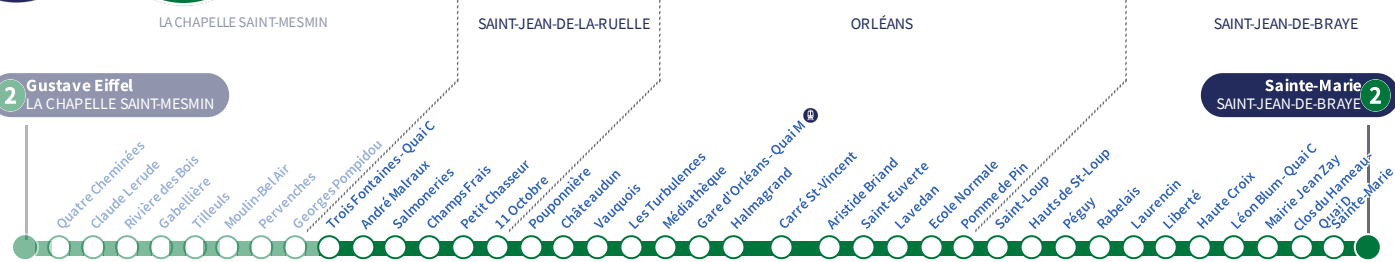 LA CHAPELLE SAINT-MESMIN
SAINT-JEAN-DE-LA-RUELLE
ORLÉANS
SAINT-JEAN-DE-BRAYE
2
Gustave Eiffel
LA CHAPELLE SAINT-MESMIN
Sainte-Marie
SAINT-JEAN-DE-BRAYE
2
Quatre Cheminées
Claude Lerude
Rivière des Bois
Gabellière
Tilleuls
Moulin-Bel Air
Pervenches
Georges Pompidou
Trois Fontaines - Quai C
André Malraux
Salmoneries
Champs Frais
Petit Chasseur
11 Octobre
Pouponnière
Châteaudun
Vauquois
Les Turbulences
Médiathèque
Gare d'Orléans - Quai M
Halmagrand
Carré St-Vincent
Aristide Briand
Saint-Euverte
Lavedan
Ecole Normale
Pomme de Pin
Saint-Loup
Hauts de St-Loup
Péguy
Rabelais
Laurencin
Liberté
Haute Croix
Léon Blum - Quai C
Mairie Jean Zay
Clos du Hameau -
Quai D
Sainte-Marie